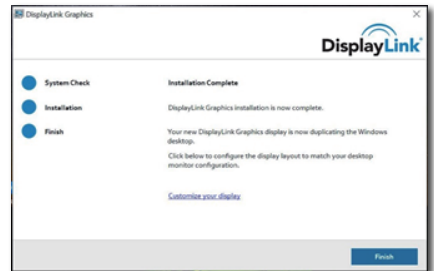 DisplayLink Graphics
DisplayLink
System Check
Installation Complete
Installation
DisplayLink Graphics installation is now complete.
Finish
Your new DisplayLink Graphics display is now duplicating the Windows
desktop.
Click below to configure the display layout to match your desktop
monitor configuration.
Customize your display
Finish